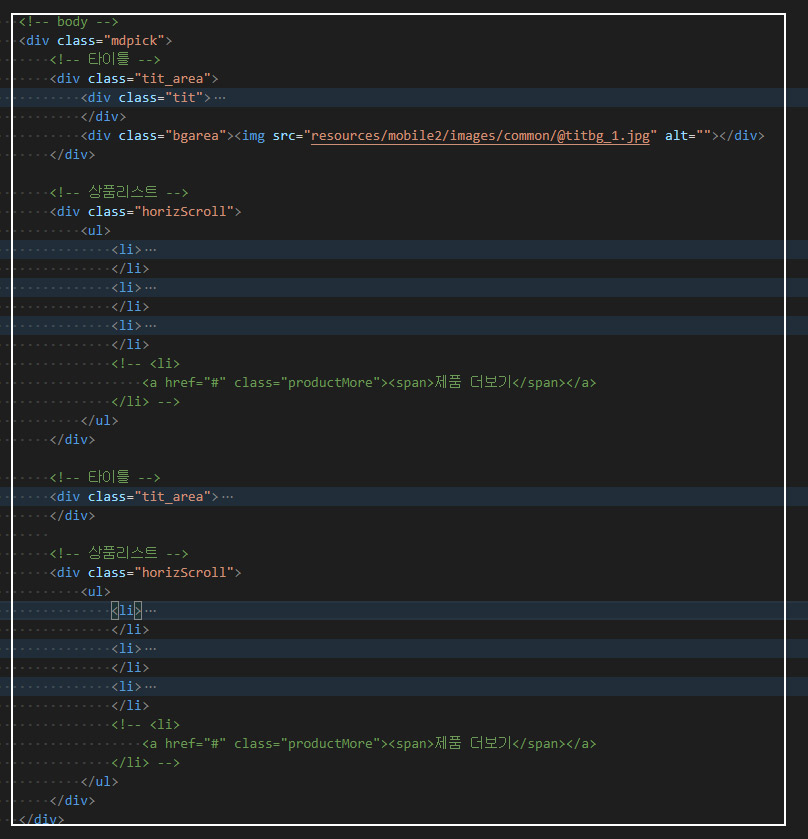 <!-- body -->
<div class="mdpick">
<!-- 타이틀 -->
<div class="tit_area">
<div class="tit">…
</div>
<div class="bgarea"><img src="resources/mobile2/images/common/@titbg_1.jpg" alt=""></div>
</div>
<!-- 상품리스트 -->
<div class="horizScroll">
<ul>
<li>…
</li>
<li>…
</li>
<li>…
</li>
<!-- <li>
<a href="#" class="productMore"><span>제품 더보기</span></a>
</li> -->
</ul>
</div>
<!-- 타이틀 -->
<div class="tit_area">…
</div>
<!-- 상품리스트 -->
<div class="horizScroll">
<ul>
<li>…
</li>
<li>…
</li>
<li>…
</li>
<!-- <li>
<a href="#" class="productMore"><span>제품 더보기</span></a>
</li> -->
</ul>
</div>
</div>